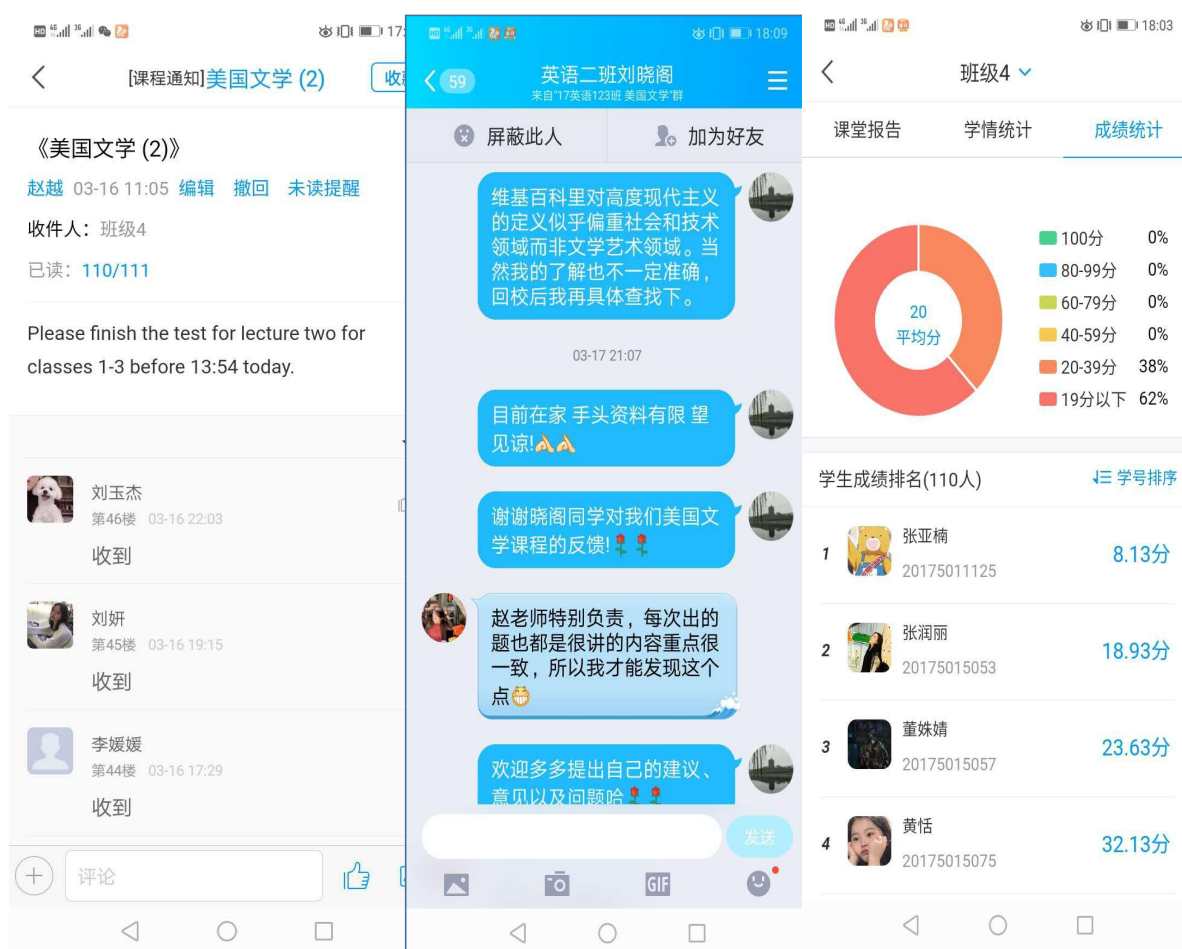 17:
[课程通知]美国文学 (2)
《美国文学 (2)》
赵越 03-16 11:05 编辑 撤回 未读提醒
收件人：班级4
已读：110/111
Please finish the test for lecture two for
classes 1-3 before 13:54 today.
刘玉杰
第46楼 03-16 22:03
收到
刘妍
第45楼 03-16 19:15
收到
李媛媛
第44楼 03-16 17:29
收到
评论
18:09
59
英语二班刘晓阁
来自"17英语123班 美国文学"群
屏蔽此人 加为好友
维基百科里对高度现代主义
的定义似乎偏重社会和技术
领域而非文学艺术领域。当
然我的了解也不一定准确，
回校后我再具体查找下。
03-17 21:07
目前在家 手头资料有限 望
见谅!
谢谢晓阁同学对我们美国文
学课程的反馈!
赵老师特别负责，每次出的
题也都是很讲的内容重点很
一致，所以我才能发现这个
点
欢迎多多提出自己的建议、
意见以及问题哈
发送
GIF
18:03
班级4
课堂报告 学情统计 成绩统计
20
平均分
100分 0%
80-99分 0%
60-79分 0%
40-59分 0%
20-39分 38%
19分以下 62%
学生成绩排名(110人) 学号排序
1 张亚楠 8.13分
20175011125
2 张润丽 18.93分
20175015053
3 董姝婧 23.63分
20175015057
4 黄恬 32.13分
20175015075